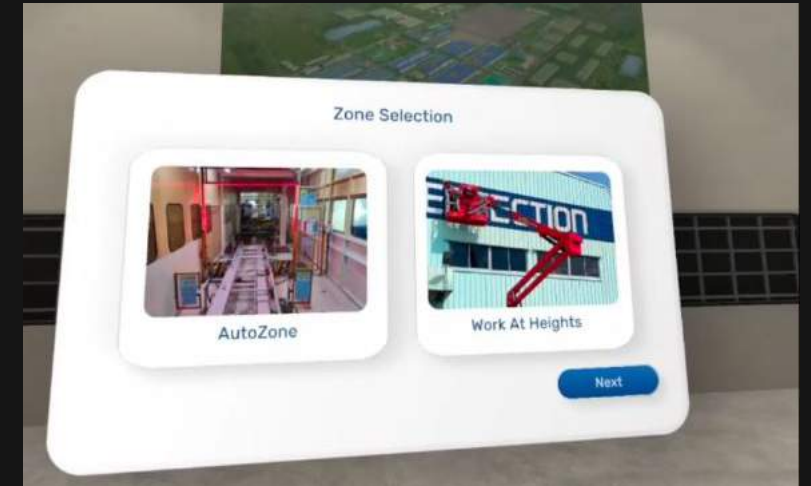 Zone Selection
ECTION
AutoZone
Work At Heights
Next